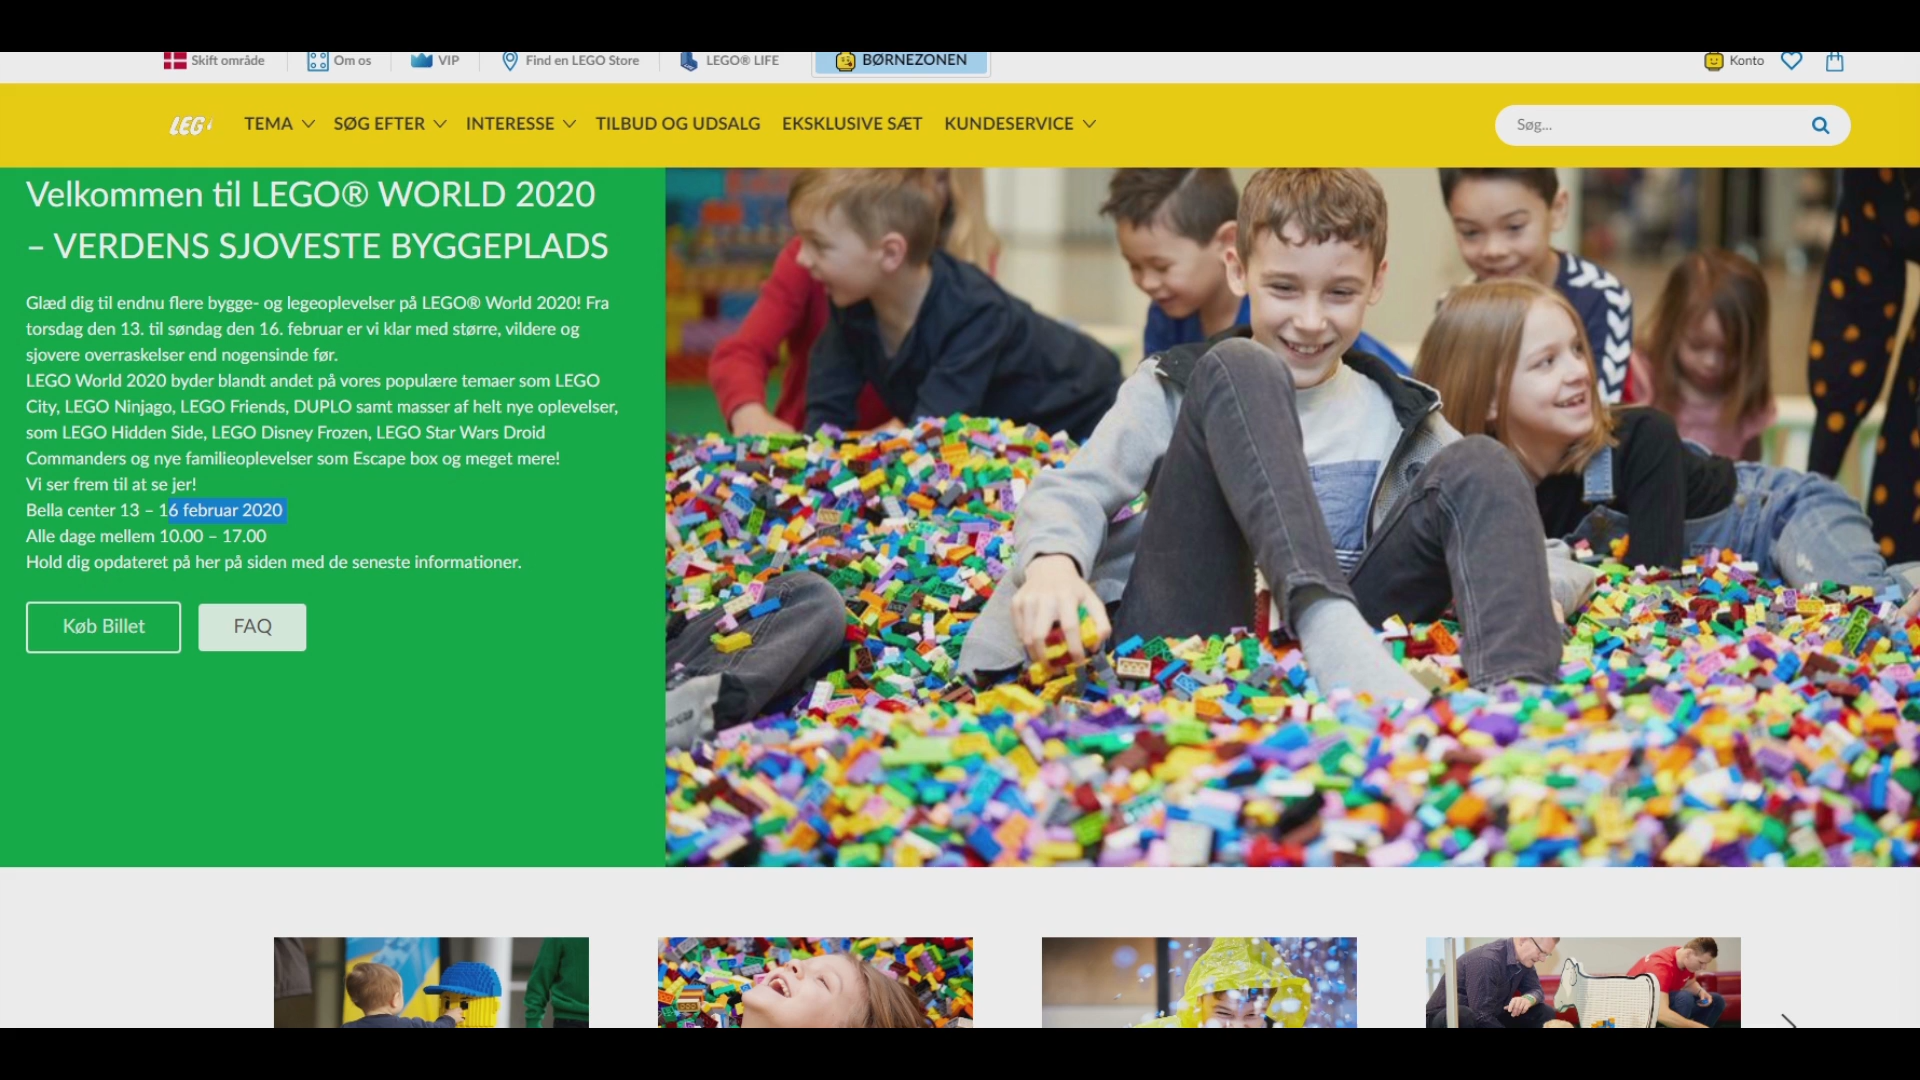 Skift område
Om os
VIP
Find en LEGO Store
LEGO® LIFE
BØRNEZONEN
Konto
LEG
TEMA
SØG EFTER
INTERESSE
TILBUD OG UDSALG
EKSKLUSIVE SÆT
KUNDESERVICE
Søg...
Velkommen til LEGO® WORLD 2020
– VERDENS SJOVESTE BYGGEPLADS
Glæd dig til endnu flere bygge- og legeoplevelser på LEGO® World 2020! Fra
torsdag den 13. til søndag den 16. februar er vi klar med større, vildere og
sjovere overraskelser end nogensinde før.
LEGO World 2020 byder blandt andet på vores populære temaer som LEGO
City, LEGO Ninjago, LEGO Friends, DUPLO samt masser af helt nye oplevelser,
som LEGO Hidden Side, LEGO Disney Frozen, LEGO Star Wars Droid
Commanders og nye familieoplevelser som Escape box og meget mere!
Vi ser frem til at se jer!
Bella center 13 – 16 februar 2020
Alle dage mellem 10.00 – 17.00
Hold dig opdateret på her på siden med de seneste informationer.
Køb Billet
FAQ